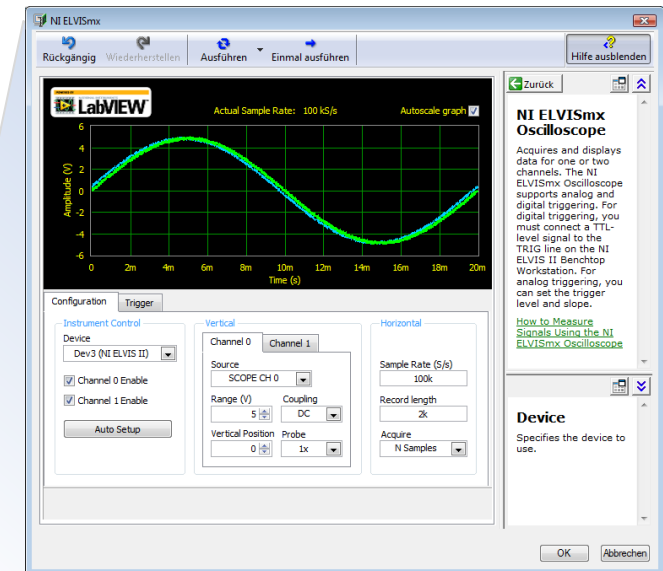 NI ELVISmx
Rückgängig Wiederherstellen Ausführen Einmal ausführen Hilfe ausblenden
LabVIEW
Actual Sample Rate: 100 kS/s Autoscale graph
Amplitude (V)
6
4
2
0
-2
-4
-6
0 2m 4m 6m 8m 10m 12m 14m 16m 18m 20m
Time (s)
Configuration Trigger
Instrument Control
Device
Dev3 (NI ELVIS II)
Channel 0 Enable
Channel 1 Enable
Auto Setup
Vertical
Channel 0 Channel 1
Source
SCOPE CH 0
Range (V) Coupling
5 DC
Vertical Position Probe
0 1x
Horizontal
Sample Rate (S/s)
100k
Record length
2k
Acquire
N Samples
Zurück
NI ELVISmx
Oscilloscope
Acquires and displays
data for one or two
channels. The NI
ELVISmx Oscilloscope
supports analog and
digital triggering. For
digital triggering, you
must connect a TTL-
level signal to the
TRIG line on the NI
ELVIS II Benchtop
Workstation. For
analog triggering, you
can set the trigger
level and slope.
How to Measure
Signals Using the NI
ELVISmx Oscilloscope
Device
Specifies the device to
use.
OK Abbrechen